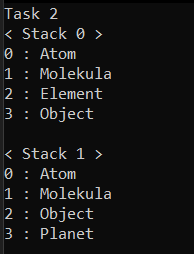 Task 2
< Stack 0 >
0 : Atom
1 : Molekula
2 : Element
3 : Object
< Stack 1 >
0 : Atom
1 : Molekula
2 : Object
3 : Planet